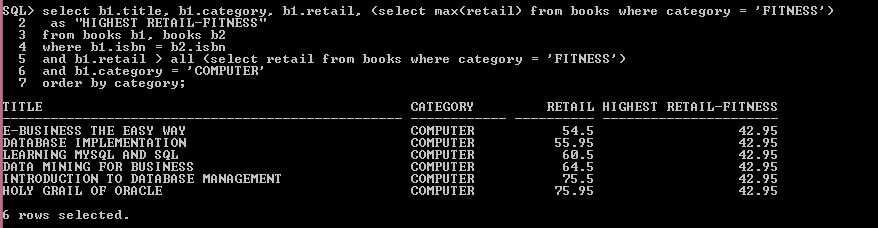 SQL> select b1.title, b1.category, b1.retail, (select max(retail) from books where category = 'FITNESS')
2 as "HIGHEST RETAIL-FITNESS"
3 from books b1, books b2
4 where b1.isbn = b2.isbn
5 and b1.retail > all (select retail from books where category = 'FITNESS')
6 and b1.category = 'COMPUTER'
7 order by category;
TITLE CATEGORY RETAIL HIGHEST RETAIL-FITNESS
E-BUSINESS THE EASY WAY COMPUTER 54.5 42.95
DATABASE IMPLEMENTATION COMPUTER 55.95 42.95
LEARNING MYSQL AND SQL COMPUTER 60.5 42.95
DATA MINING FOR BUSINESS COMPUTER 64.5 42.95
INTRODUCTION TO DATABASE MANAGEMENT COMPUTER 75.5 42.95
HOLY GRAIL OF ORACLE COMPUTER 75.95 42.95
6 rows selected.